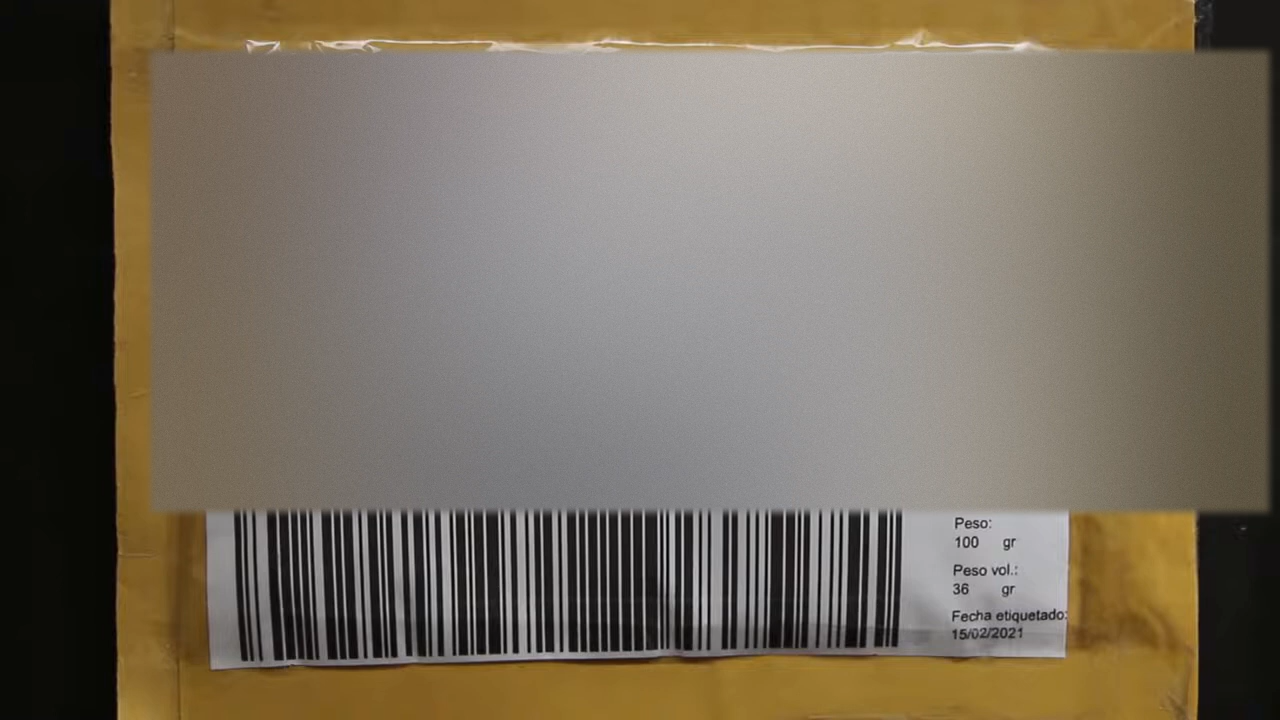 Peso:
100 gr
Peso vol.:
36 gr
Fecha etiquetado:
15/02/2021